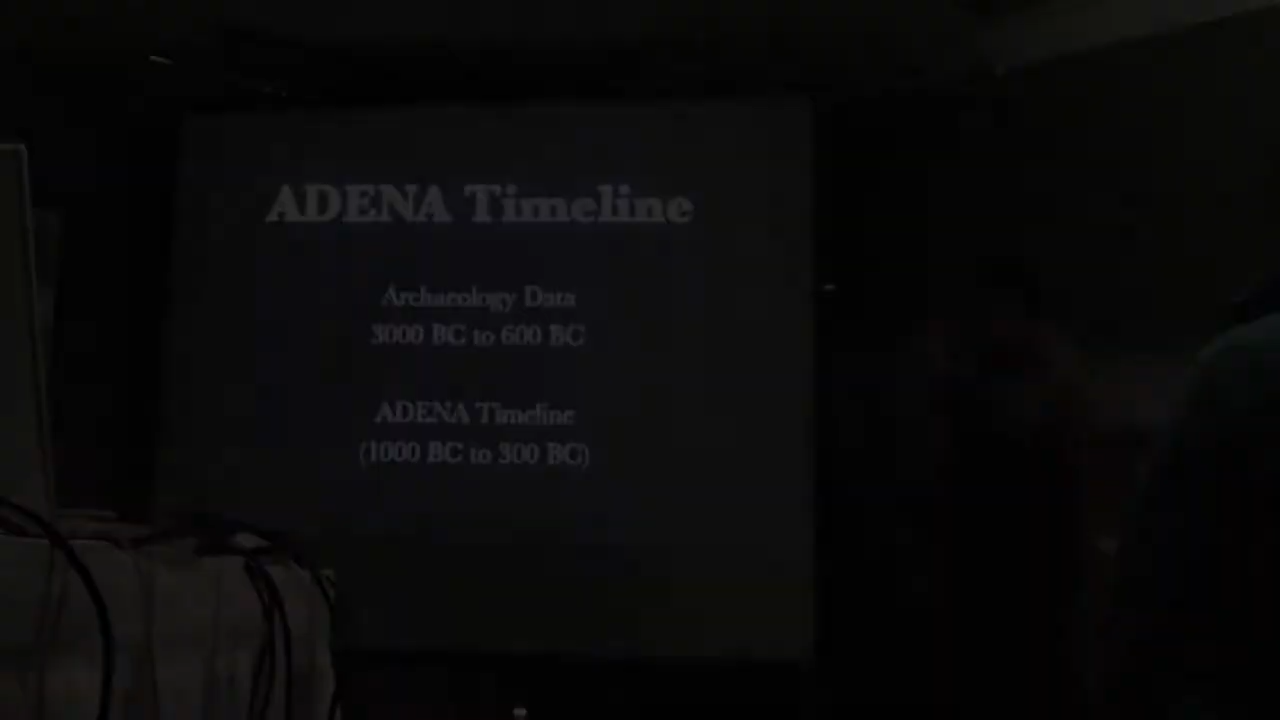 ADENA Timeline
Archaeology Data
3000 BC to 600 BC
ADENA Timeline
(1000 BC to 300 BC)